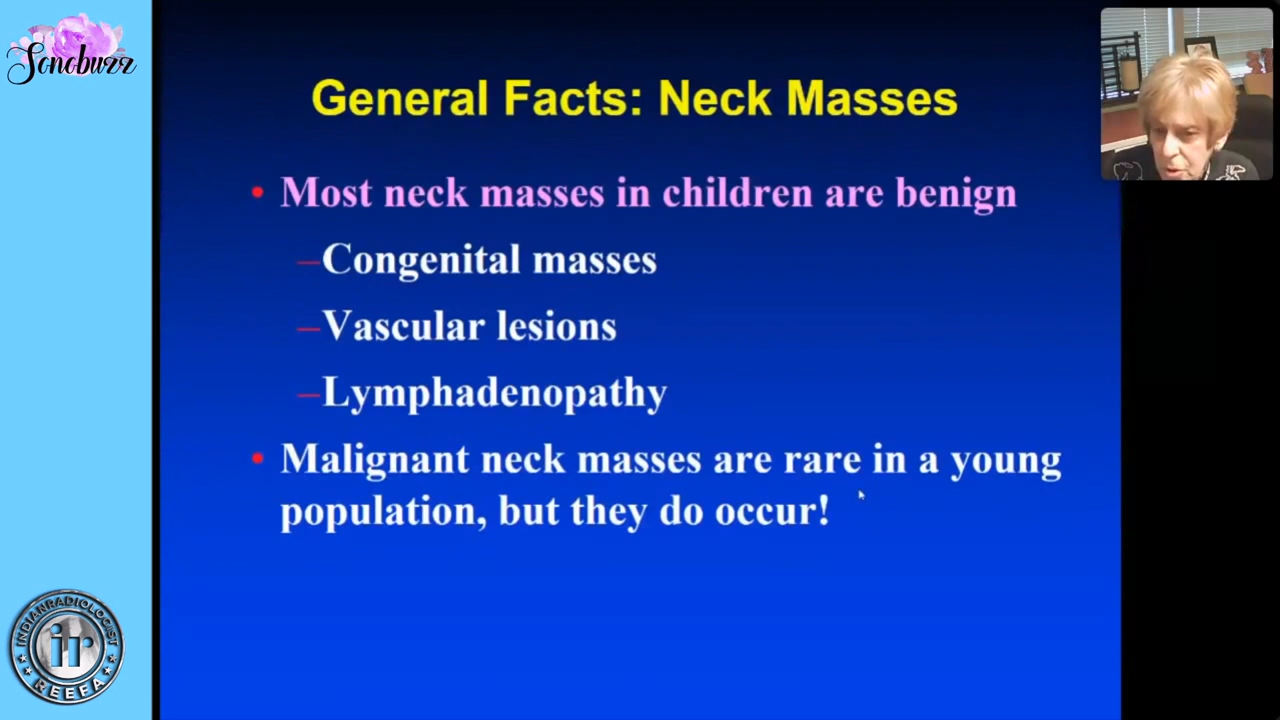 Sonobuzz
General Facts: Neck Masses
• Most neck masses in children are benign
–Congenital masses
–Vascular lesions
–Lymphadenopathy
• Malignant neck masses are rare in a young
population, but they do occur!
INDIANRADIOLOGIST
ir
REEFA